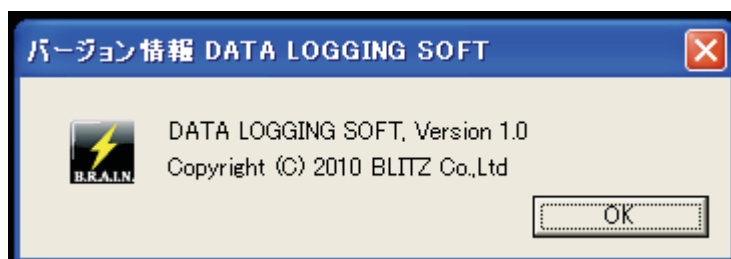 バージョン情報 DATA LOGGING SOFT
DATA LOGGING SOFT, Version 1.0
Copyright (C) 2010 BLITZ Co.,Ltd
B.R.A.I.N.
OK